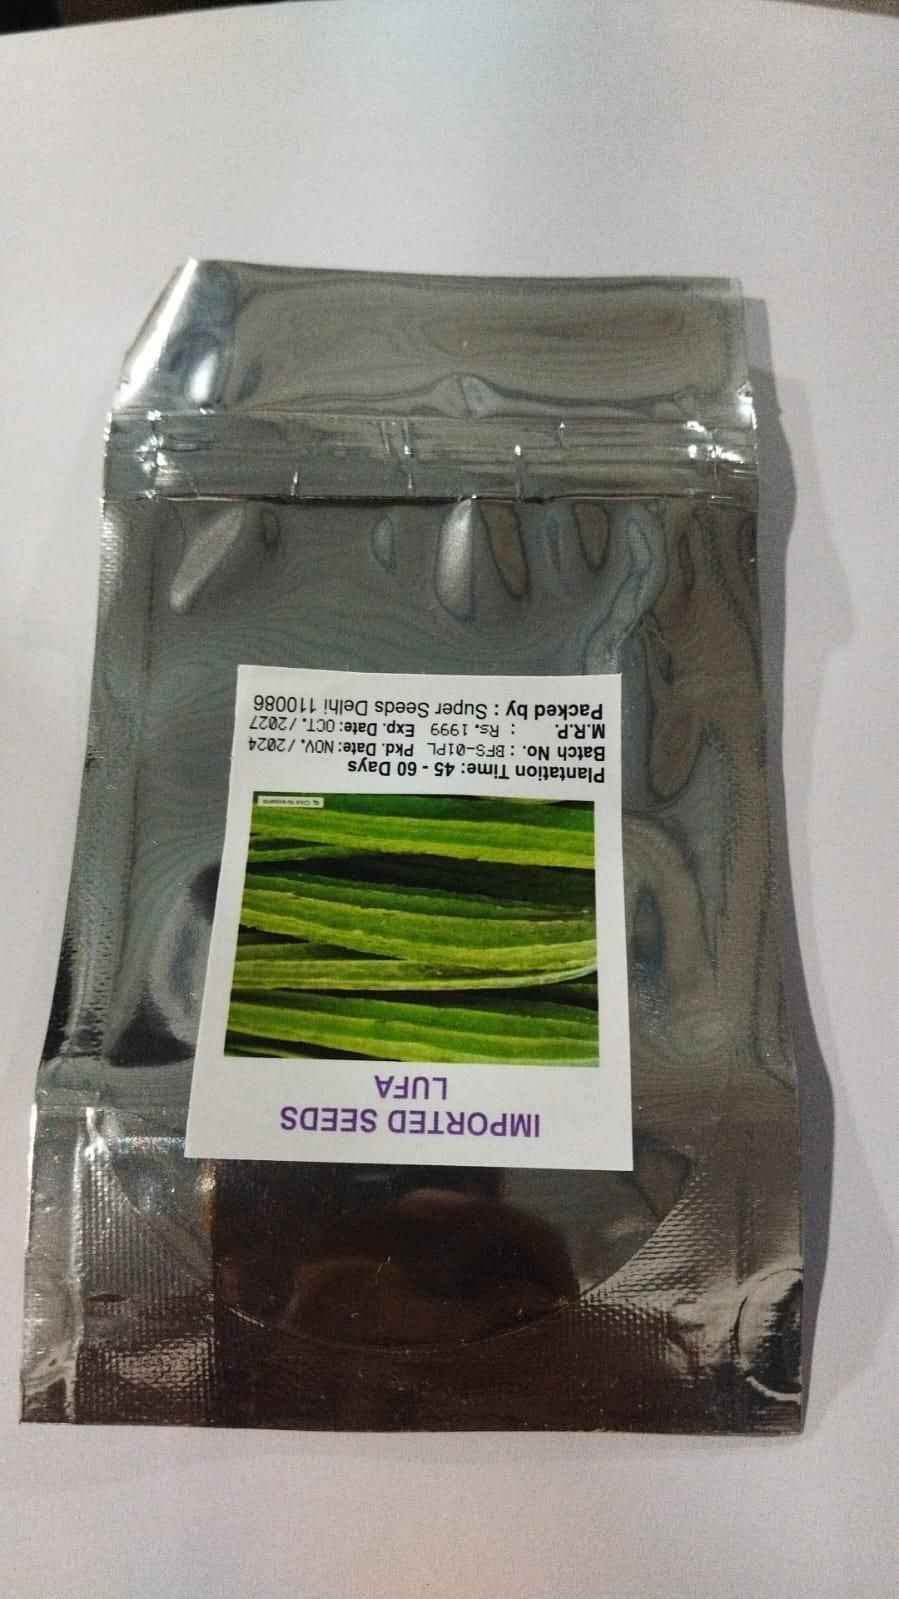 IMPORTED SEEDS
LUFA
Plantation Time: 45 - 60 Days
Batch No. : BFS-01PL Pkd. Date: NOV. /2024
M.R.P. : Rs. 1999 Exp. Date: OCT. /2027
Packed by : Super Seeds Delhi 110086